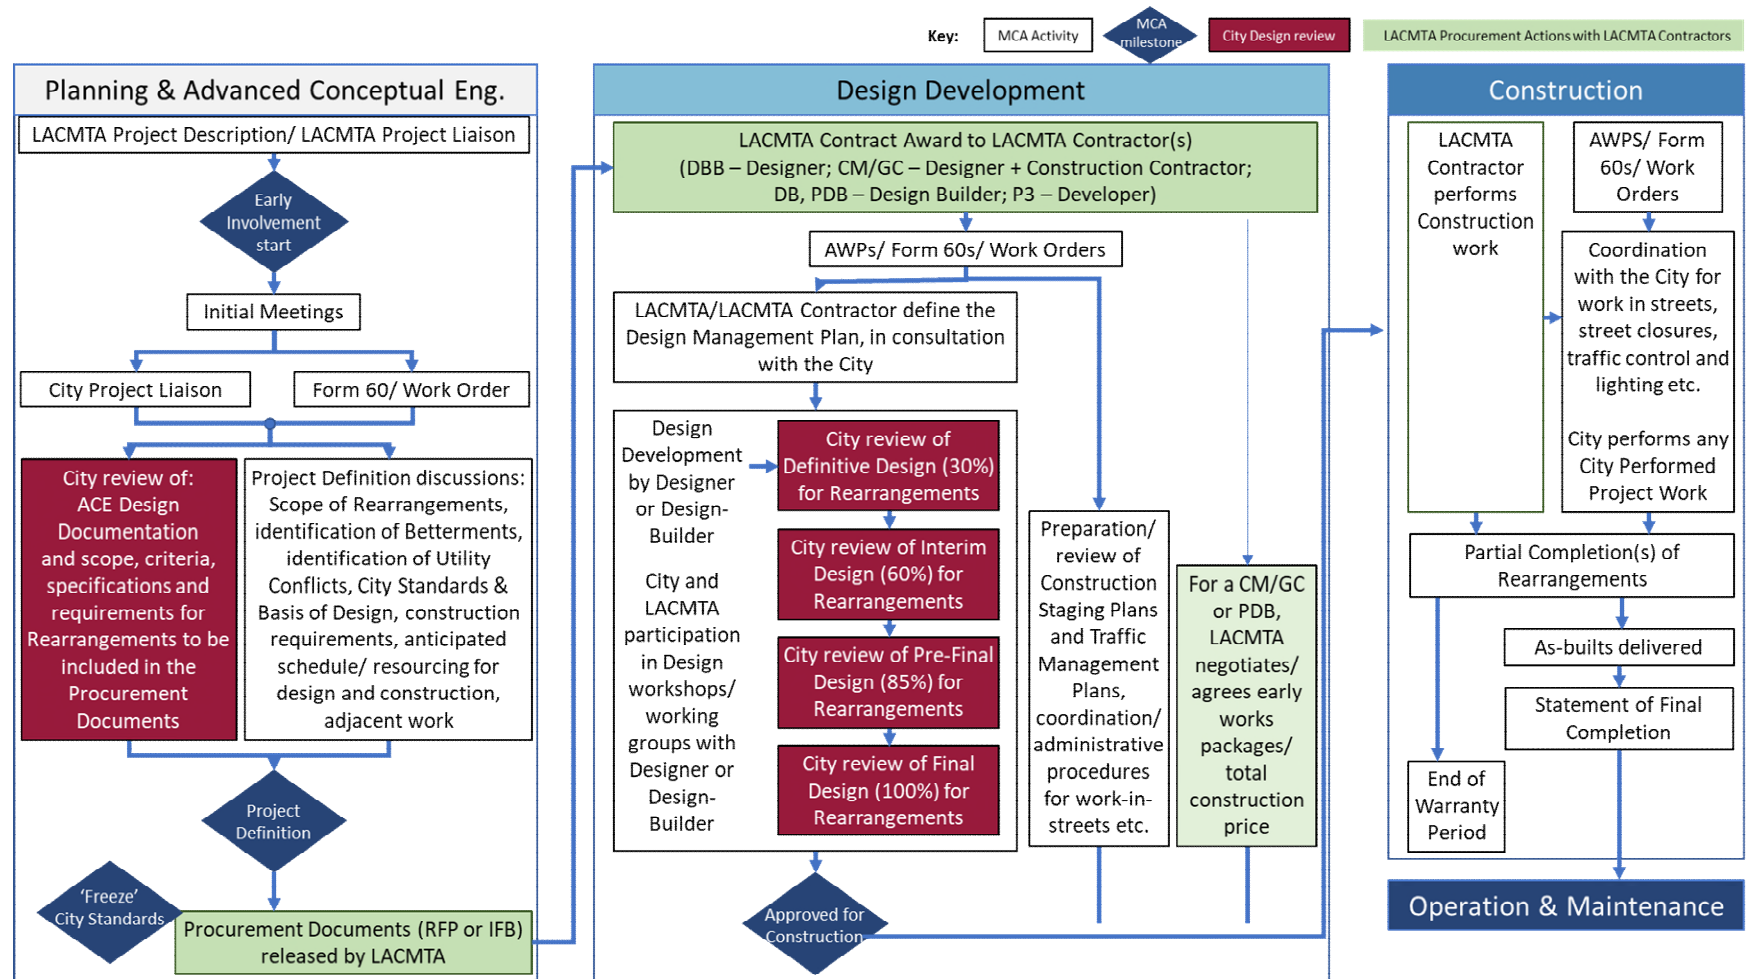 Key:
MCA Activity
MCA
milestone
City Design review
LACMTA Procurement Actions with LACMTA Contractors
Planning & Advanced Conceptual Eng.
LACMTA Project Description/ LACMTA Project Liaison
Early
Involvement
start
Initial Meetings
City Project Liaison
Form 60/ Work Order
City review of:
ACE Design
Documentation
and scope, criteria,
specifications and
requirements for
Rearrangements to be
included in the
Procurement
Documents
Project Definition discussions:
Scope of Rearrangements,
identification of Betterments,
identification of Utility
Conflicts, City Standards &
Basis of Design, construction
requirements, anticipated
schedule/ resourcing for
design and construction,
adjacent work
Project
Definition
‘Freeze’
City Standards
Procurement Documents (RFP or IFB)
released by LACMTA
Design Development
LACMTA Contract Award to LACMTA Contractor(s)
(DBB – Designer; CM/GC – Designer + Construction Contractor;
DB, PDB – Design Builder; P3 – Developer)
AWPs/ Form 60s/ Work Orders
LACMTA/LACMTA Contractor define the
Design Management Plan, in consultation
with the City
Design
Development
by Designer
or Design-
Builder
City and
LACMTA
participation
in Design
workshops/
working
groups with
Designer or
Design-
Builder
City review of
Definitive Design (30%)
for Rearrangements
City review of Interim
Design (60%) for
Rearrangements
City review of Pre-Final
Design (85%) for
Rearrangements
City review of Final
Design (100%) for
Rearrangements
Approved for
Construction
Preparation/
review of
Construction
Staging Plans
and Traffic
Management
Plans,
coordination/
administrative
procedures
for work-in-
streets etc.
For a CM/GC
or PDB,
LACMTA
negotiates/
agrees early
works
packages/
total
construction
price
Construction
LACMTA
Contractor
performs
Construction
work
AWPS/ Form
60s/ Work
Orders
Coordination
with the City for
work in streets,
street closures,
traffic control and
lighting etc.
City performs any
City Performed
Project Work
Partial Completion(s) of
Rearrangements
As-builts delivered
Statement of Final
Completion
End of
Warranty
Period
Operation & Maintenance